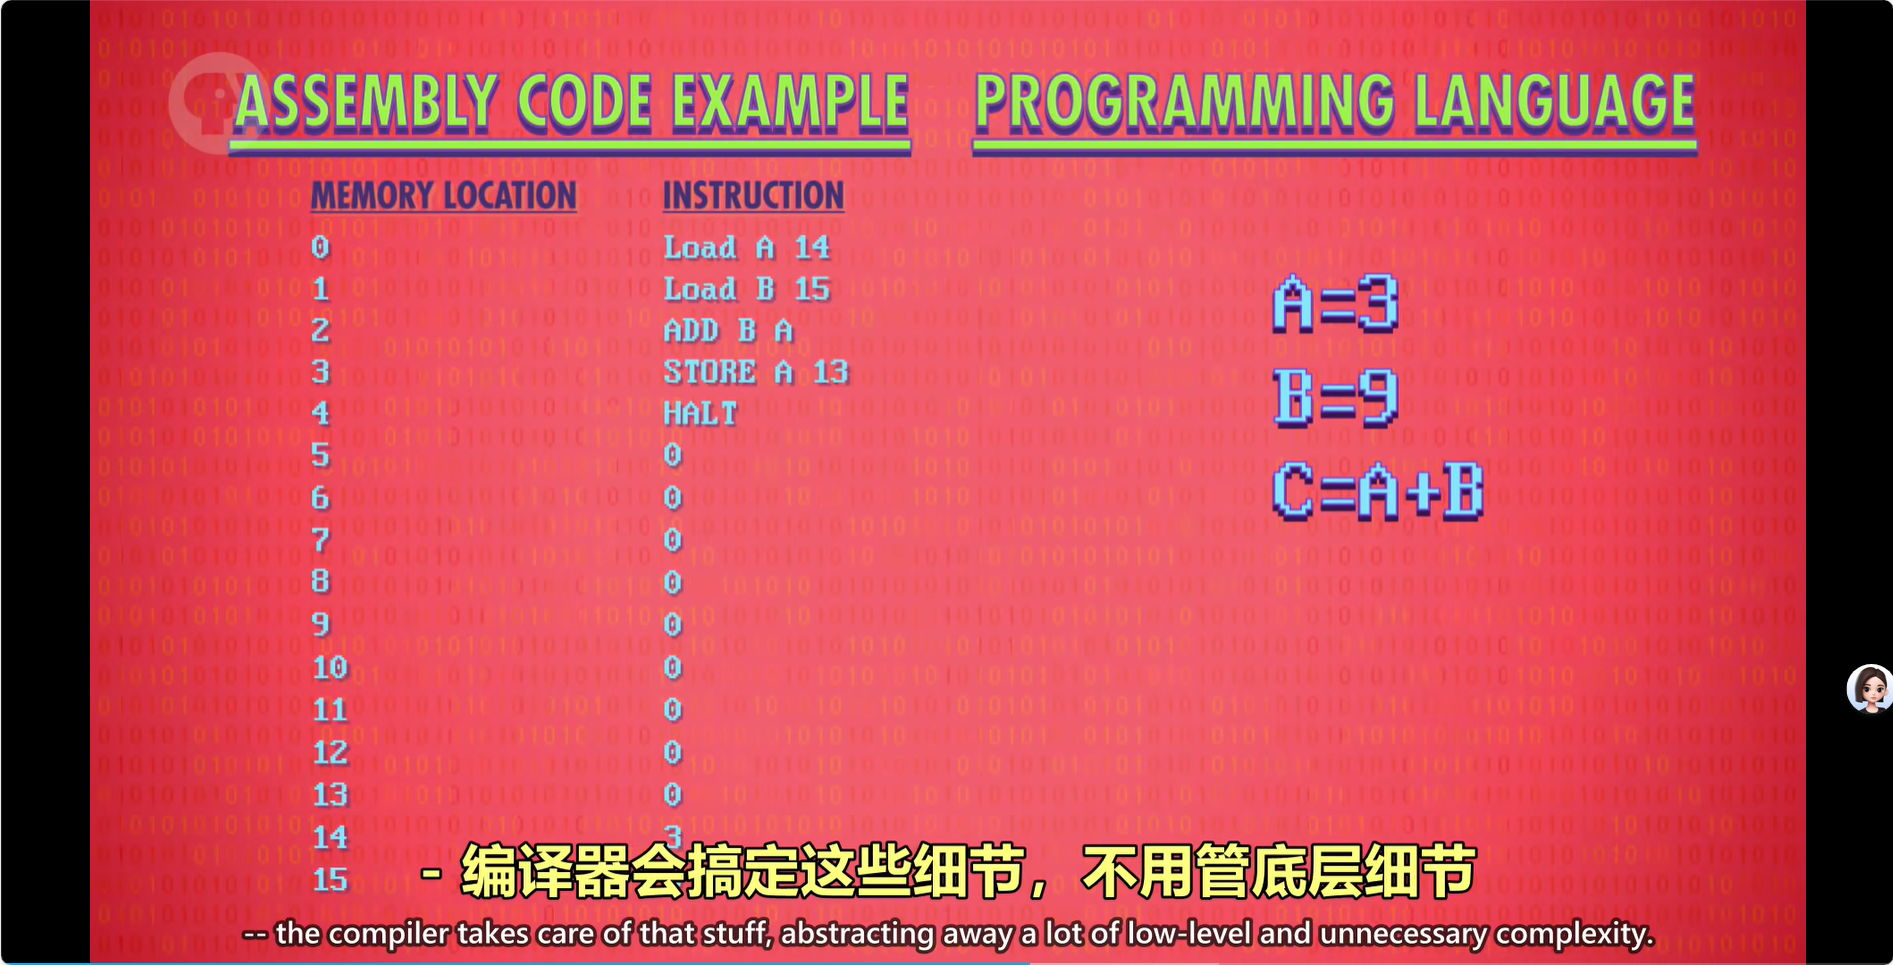 ASSEMBLY CODE EXAMPLE
MEMORY LOCATION INSTRUCTION
0 Load A 14
1 Load B 15
2 ADD B A
3 STORE A 13
4 HALT
5 0
6 0
7 0
8 0
9 0
10 0
11 0
12 0
13 0
14 3
15
PROGRAMMING LANGUAGE
A=3
B=9
C=A+B
- 编译器会搞定这些细节，不用管底层细节
-- the compiler takes care of that stuff, abstracting away a lot of low-level and unnecessary complexity.